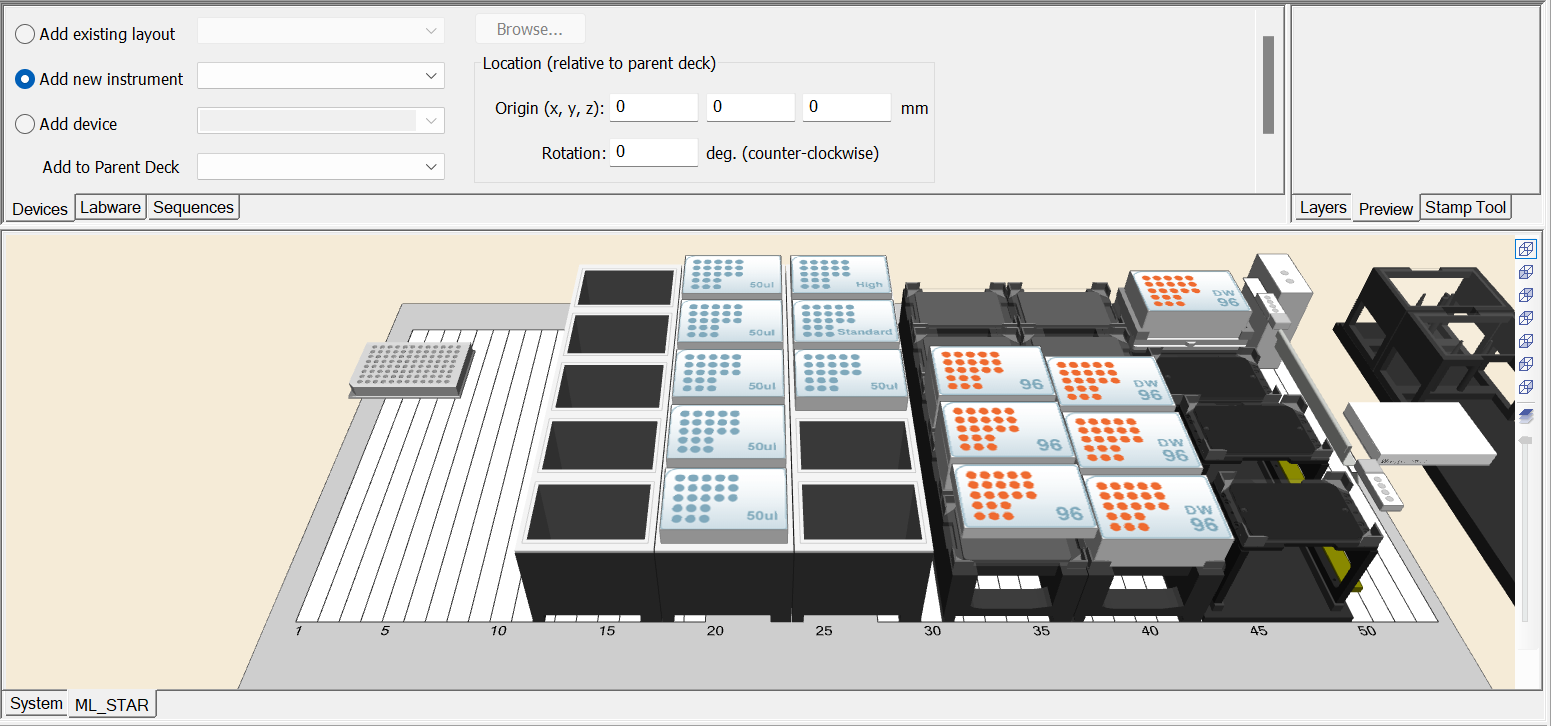 Add existing layout
Browse...
Add new instrument
Location (relative to parent deck)
Origin (x, y, z): 0 0 0 mm
Add device
Rotation: 0 deg. (counter-clockwise)
Add to Parent Deck
Devices Labware Sequences
Layers Preview Stamp Tool
50ul High DW 96
50ul Standard
50ul 50ul 96 DW 96
50ul 96 DW 96
50ul 96 DW 96
1 5 10 15 20 25 30 35 40 45 50
System ML_STAR